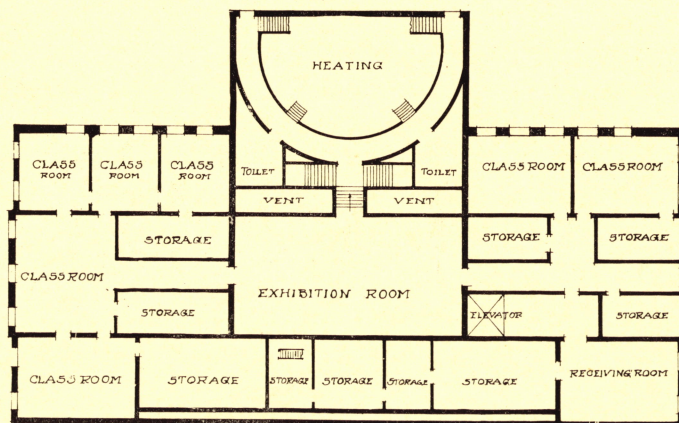 HEATING
CLASS
ROOM
CLASS
ROOM
CLASS
ROOM
TOILET
TOILET
CLASS ROOM
CLASS ROOM
VENT
VENT
STORAGE
STORAGE
STORAGE
CLASS ROOM
EXHIBITION ROOM
STORAGE
ELEVATOR
STORAGE
CLASS ROOM
STORAGE
STORAGE
STORAGE
STORAGE
STORAGE
RECEIVING ROOM